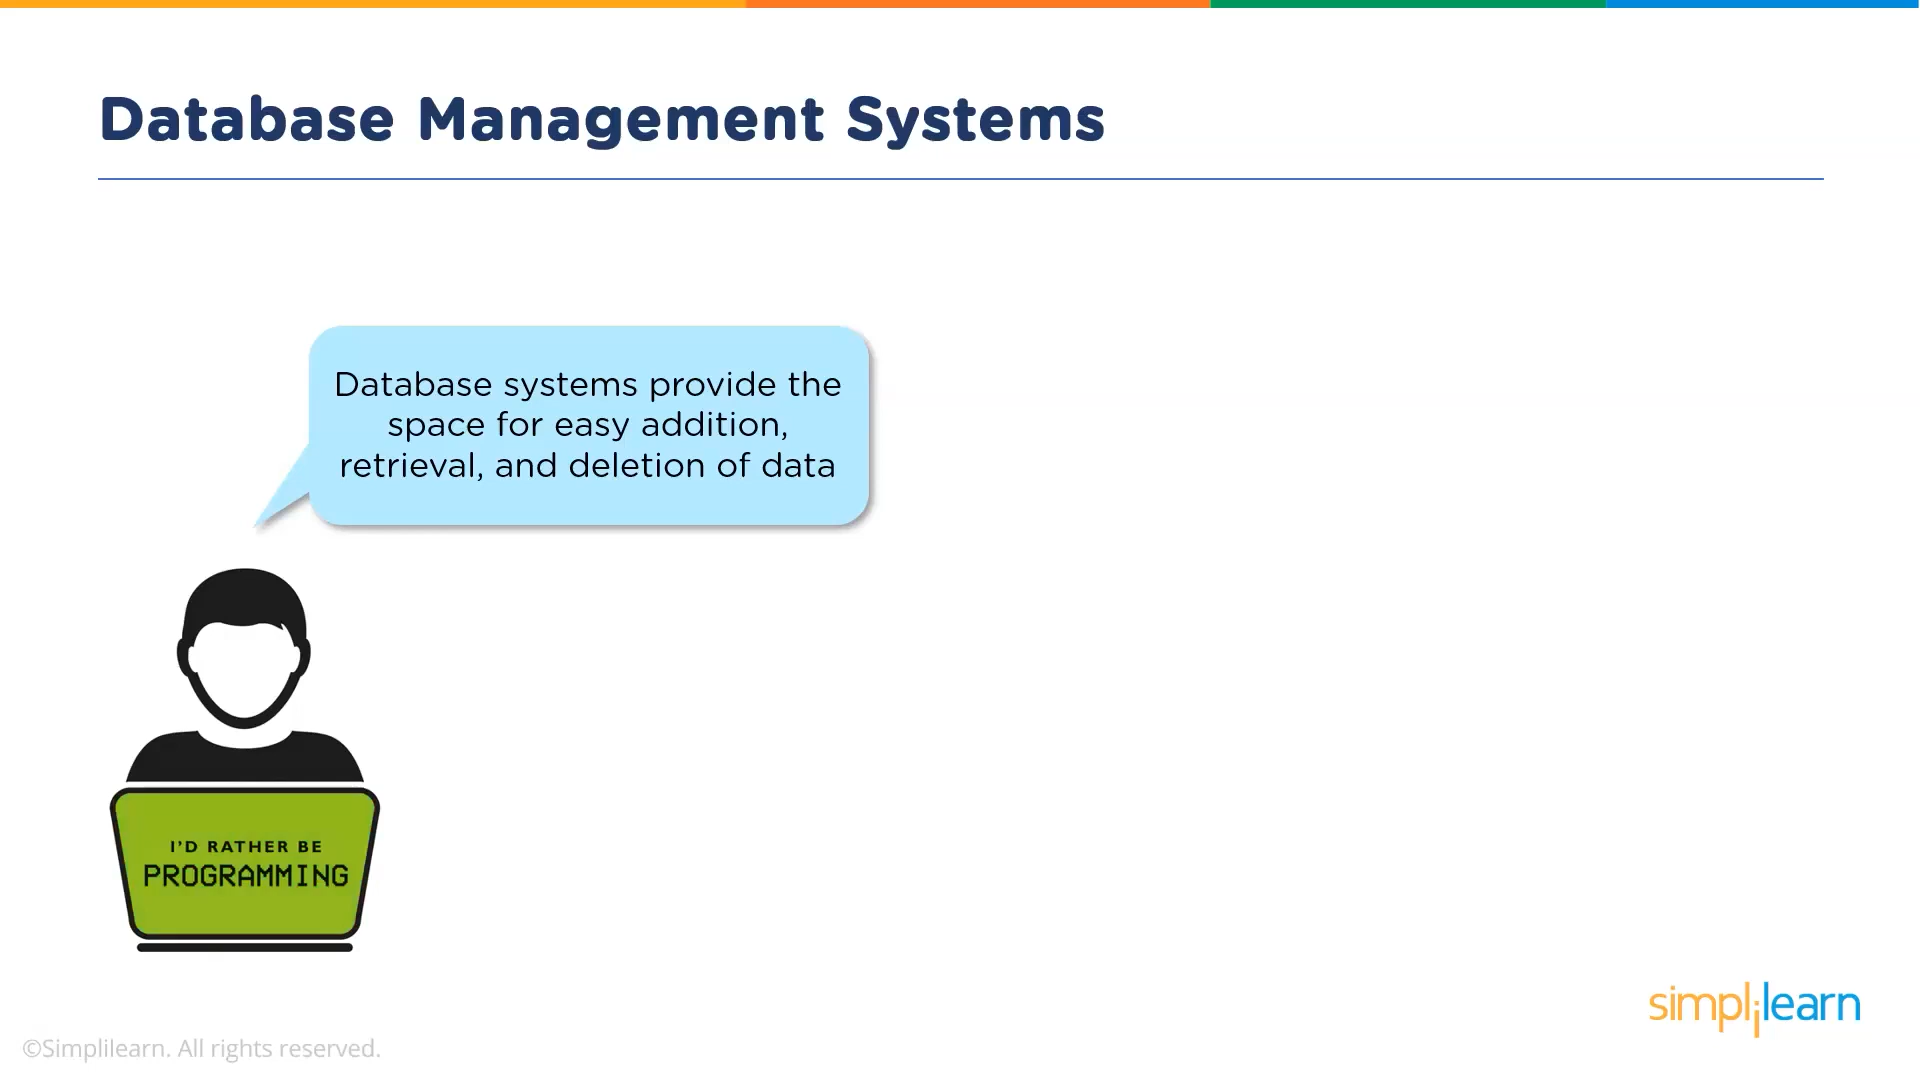 Database Management Systems
Database systems provide the
space for easy addition,
retrieval, and deletion of data
I'D RATHER BE
PROGRAMMING
simplilearn
©Simplilearn. All rights reserved.